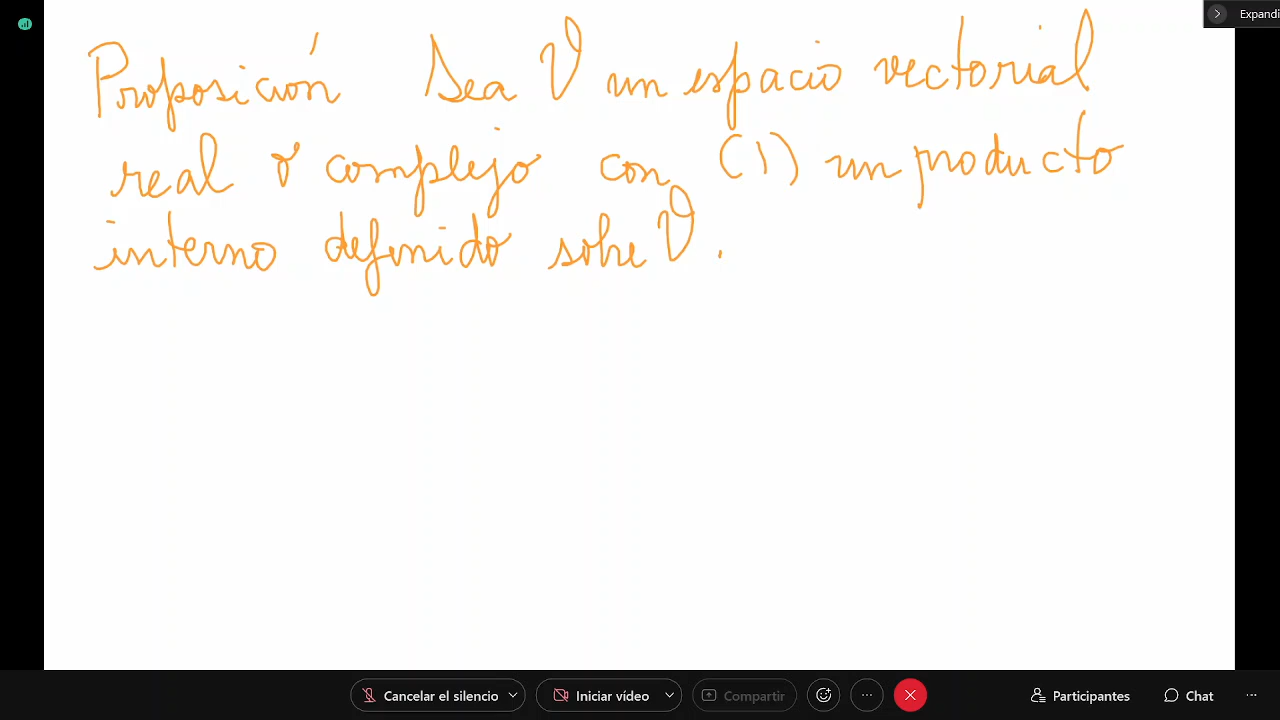 Expandi
Proposición Sea V un espacio vectorial
real o complejo con ( | ) un producto
interno definido sobre V.
Cancelar el silencio
Iniciar vídeo
Compartir
Participantes
Chat